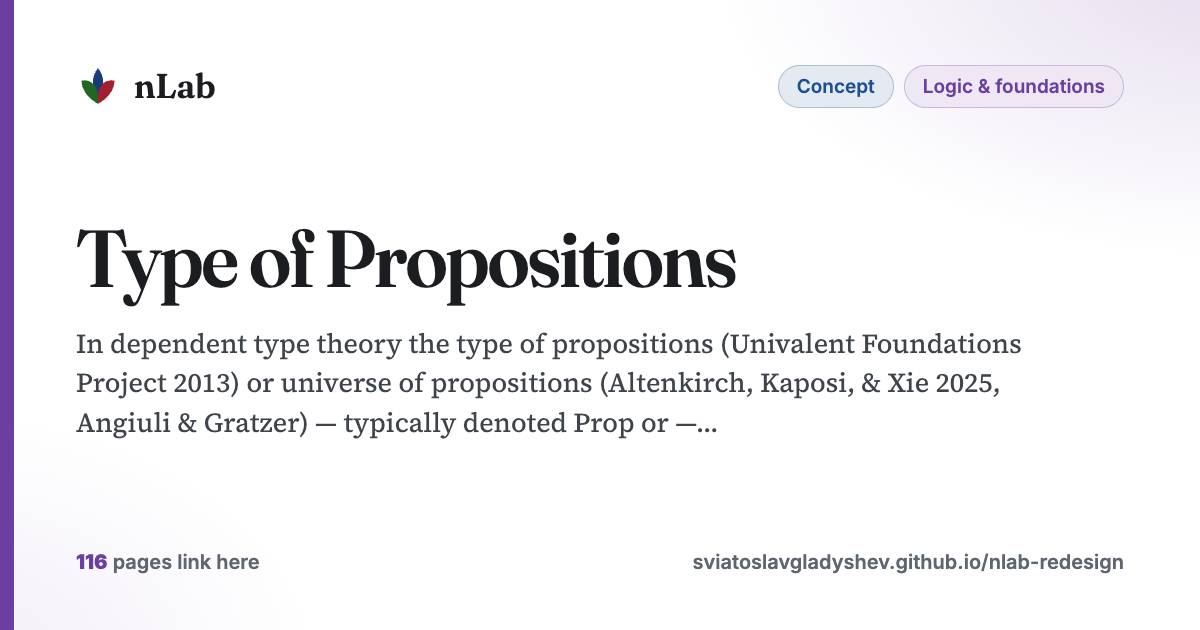 nLab
Concept
Logic & foundations
Type of Propositions
In dependent type theory the type of propositions (Univalent Foundations
Project 2013) or universe of propositions (Altenkirch, Kaposi, & Xie 2025,
Angiuli & Gratzer) — typically denoted Prop or —...
116 pages link here
sviatoslavgladyshev.github.io/nlab-redesign